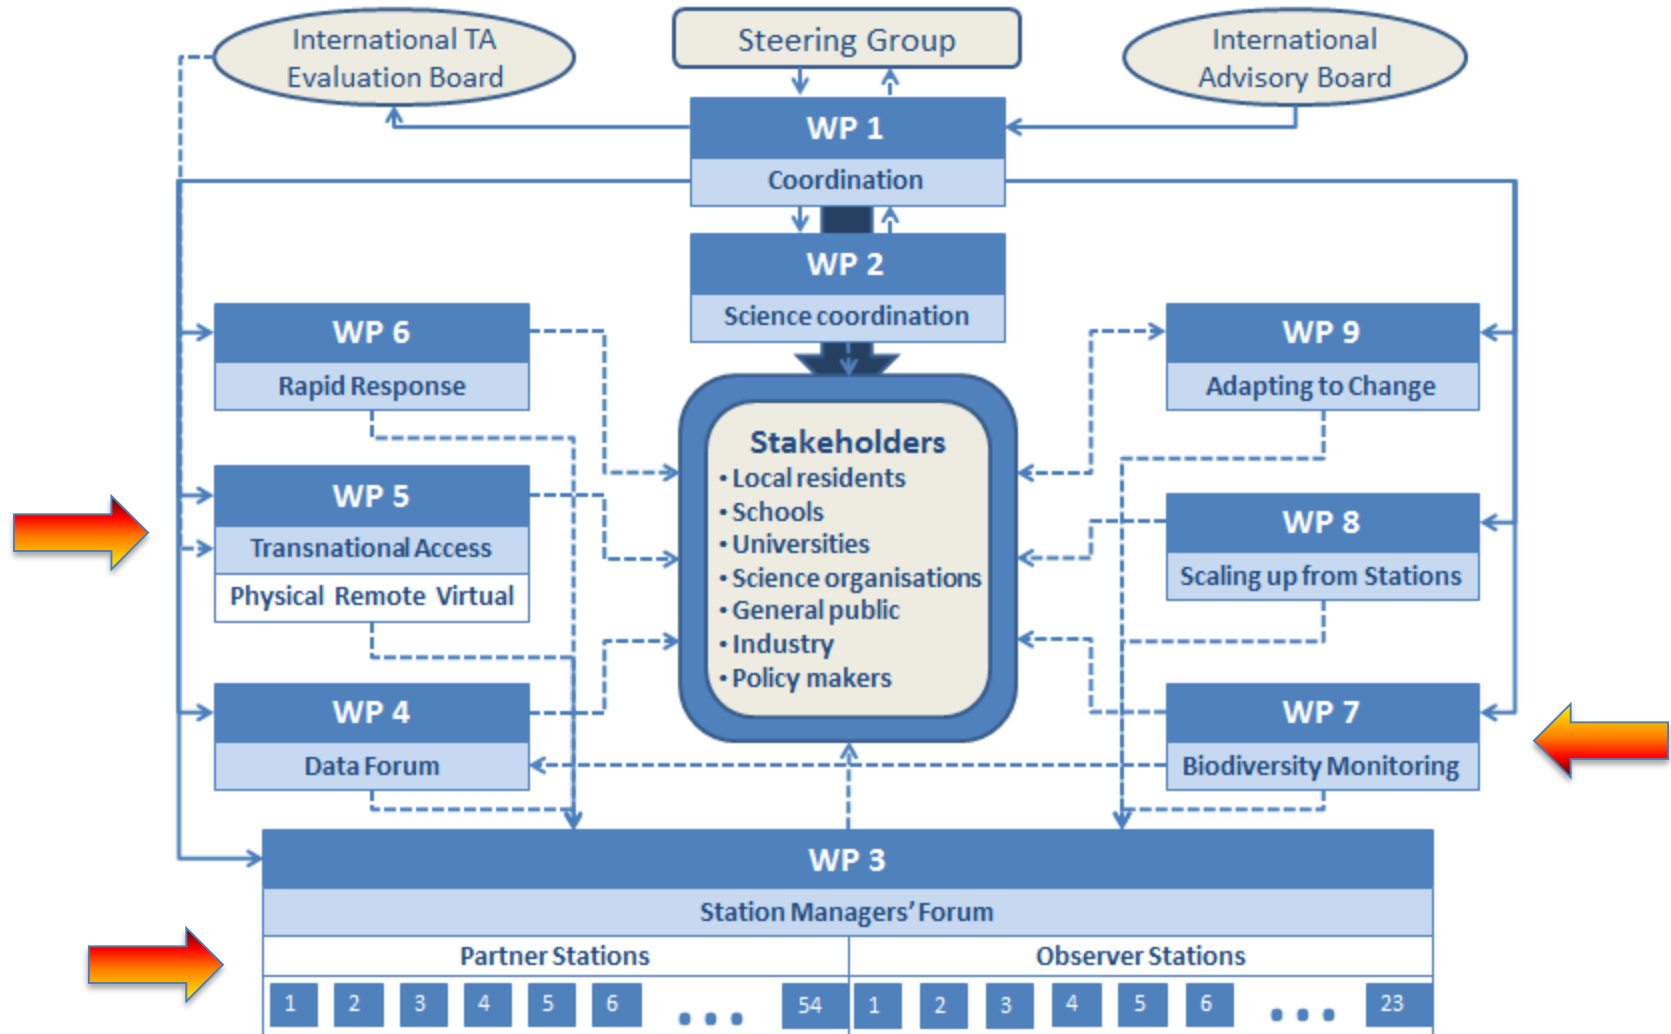 International TA
Evaluation Board
Steering Group
International
Advisory Board
WP 1
Coordination
WP 2
Science coordination
WP 6
Rapid Response
WP 9
Adapting to Change
Stakeholders
• Local residents
• Schools
• Universities
• Science organisations
• General public
• Industry
• Policy makers
WP 5
Transnational Access
Physical Remote Virtual
WP 8
Scaling up from Stations
WP 4
Data Forum
WP 7
Biodiversity Monitoring
WP 3
Station Managers' Forum
Partner Stations
Observer Stations
1 2 3 4 5 6 ... 54
1 2 3 4 5 6 ... 23